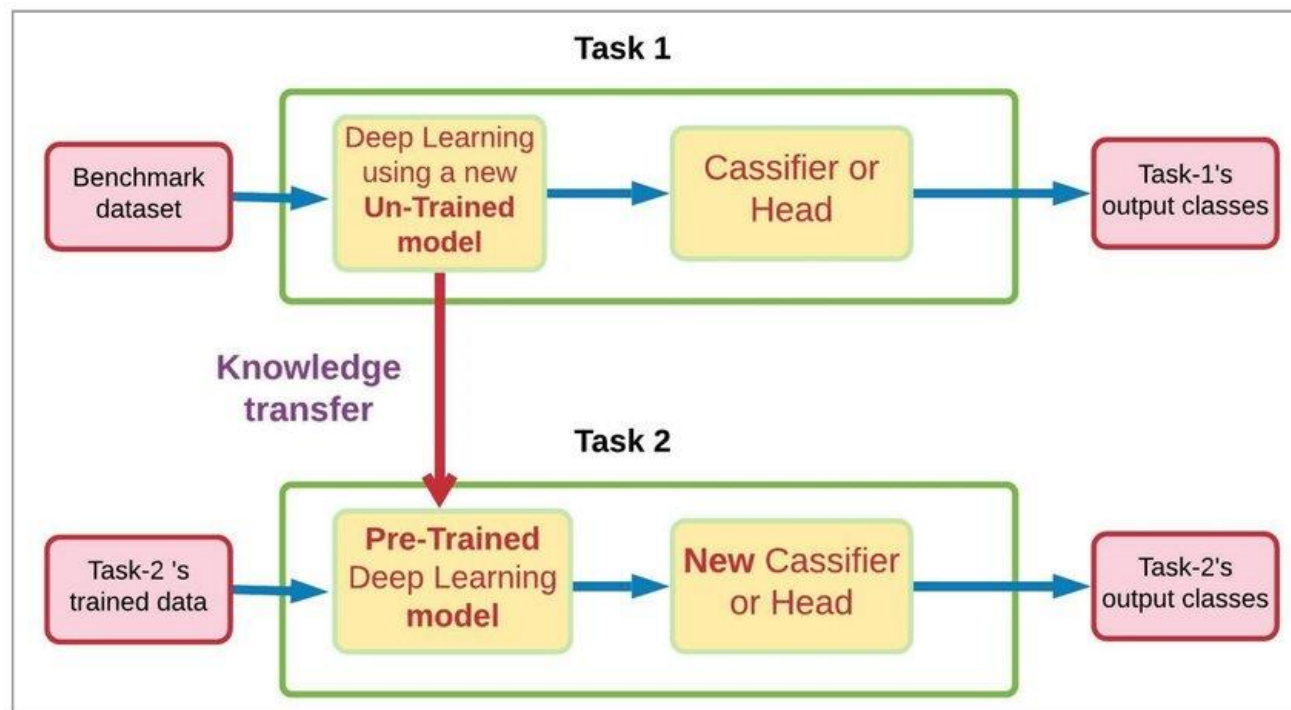 Task 1
Benchmark
dataset
Deep Learning
using a new
Un-Trained
model
Cassifier or
Head
Task-1's
output classes
Knowledge
transfer
Task 2
Task-2 's
trained data
Pre-Trained
Deep Learning
model
New Cassifier
or Head
Task-2's
output classes